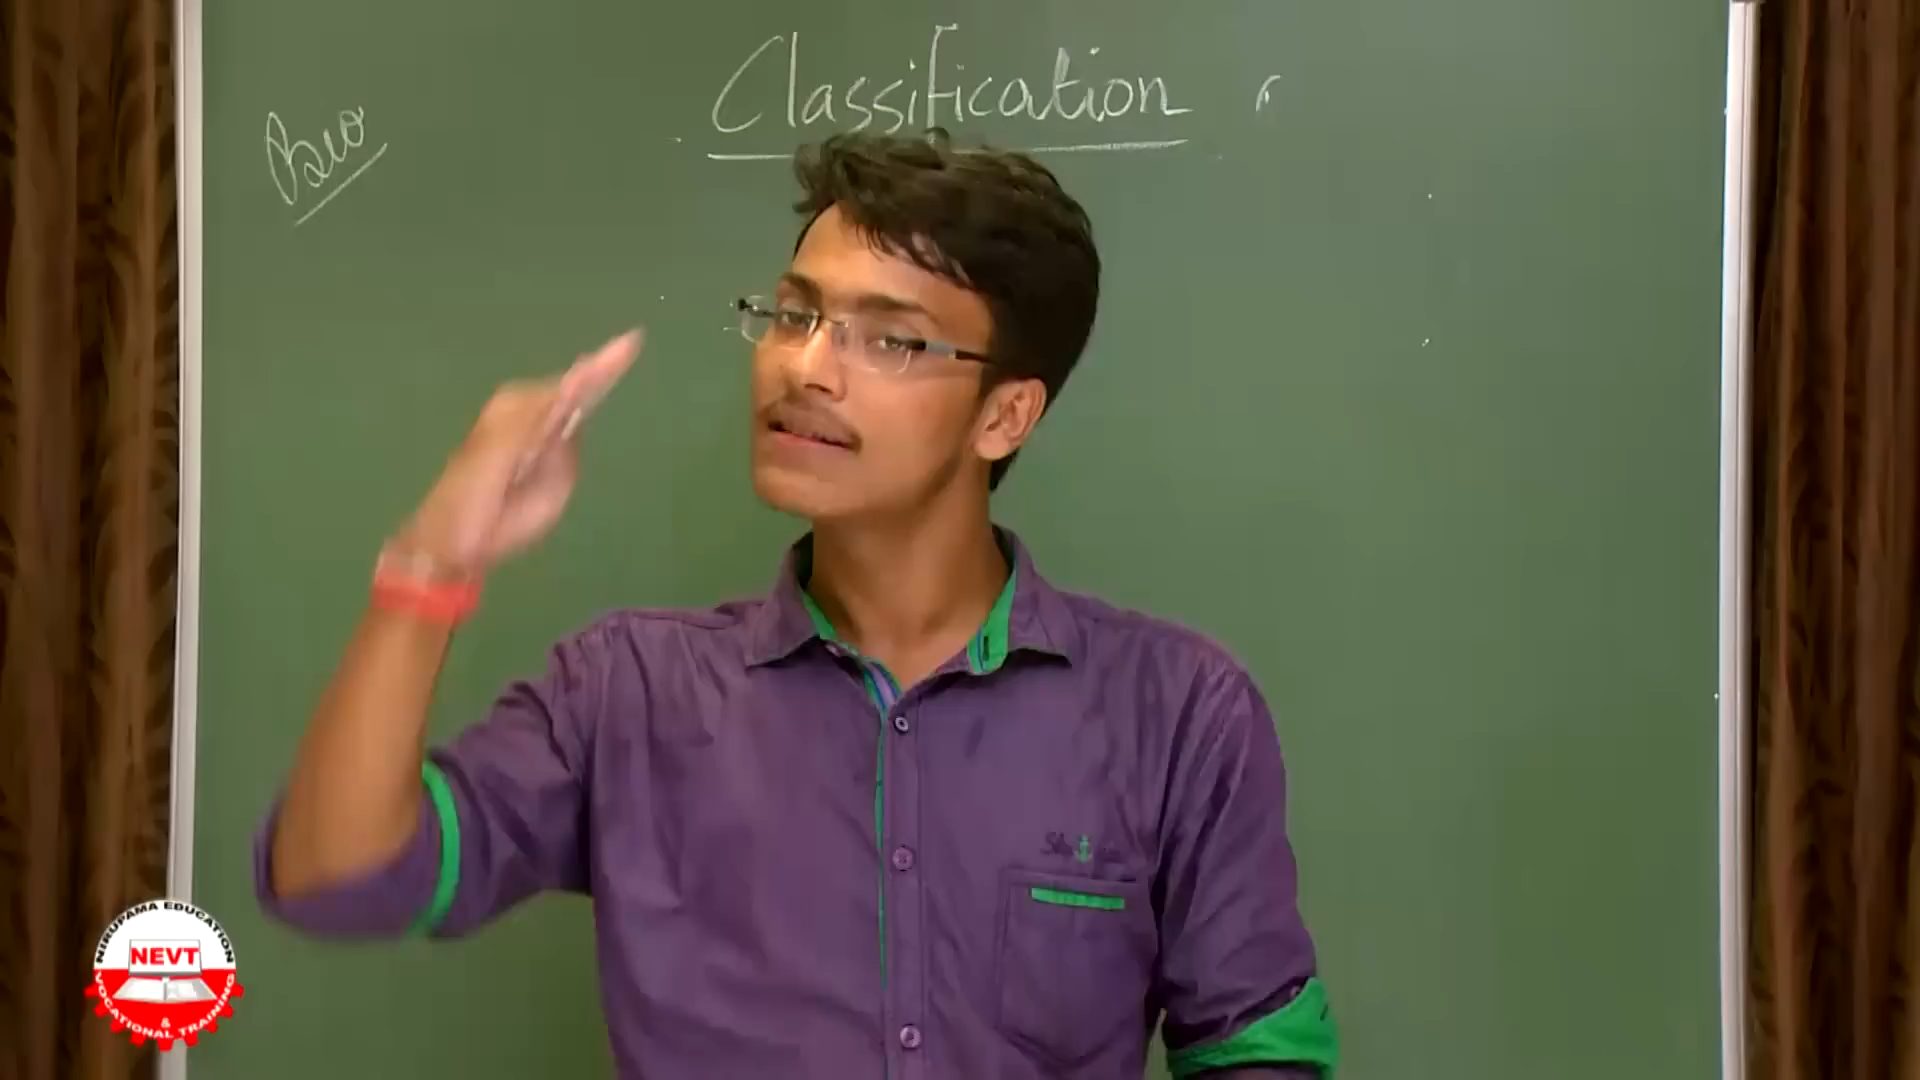 Classification
Bio
NIRUPAMA EDUCATION
NEVT
& VOCATIONAL TRAINING